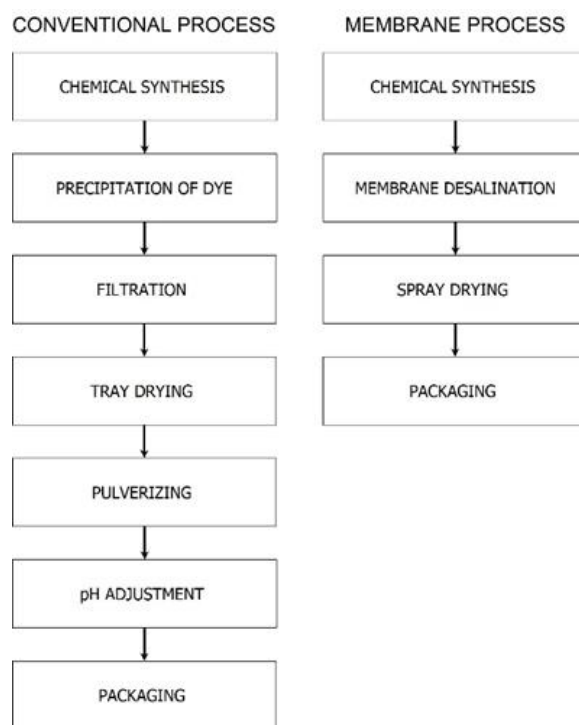 CONVENTIONAL PROCESS
CHEMICAL SYNTHESIS
PRECIPITATION OF DYE
FILTRATION
TRAY DRYING
PULVERIZING
pH ADJUSTMENT
PACKAGING
MEMBRANE PROCESS
CHEMICAL SYNTHESIS
MEMBRANE DESALINATION
SPRAY DRYING
PACKAGING